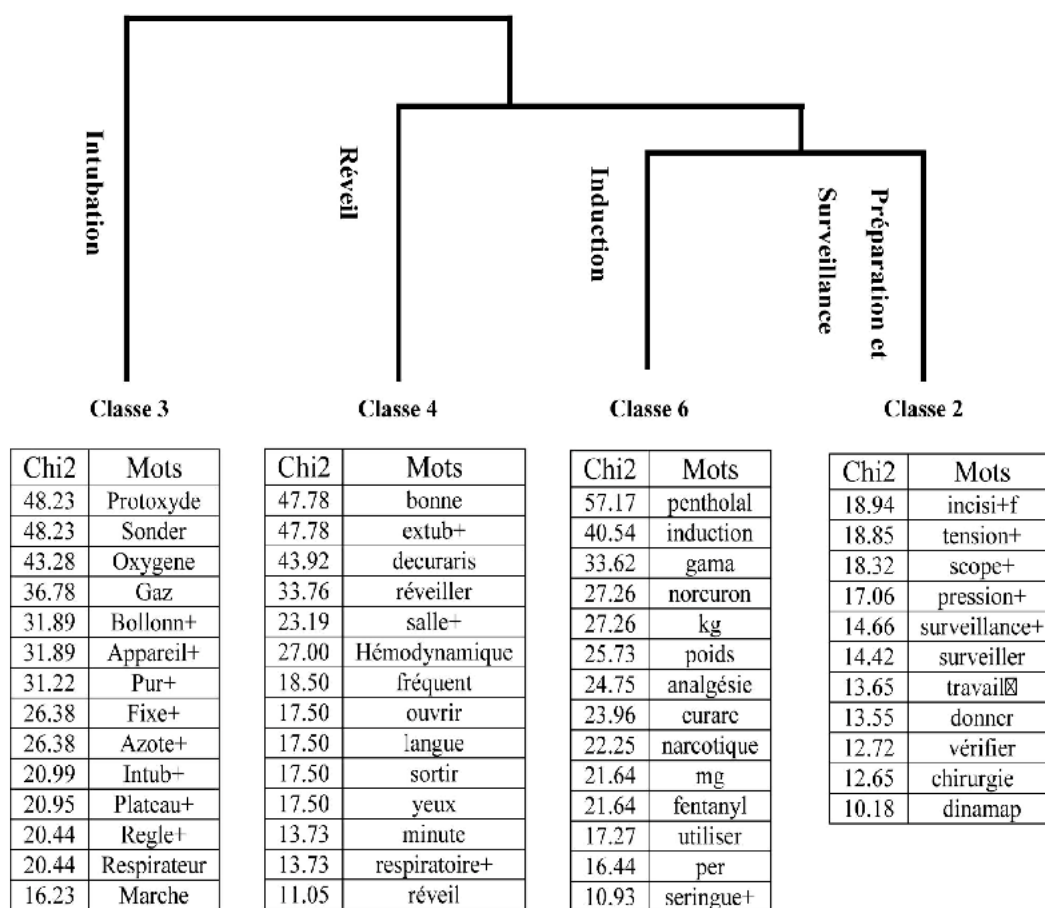 Intubation
Réveil
Induction
Préparation et
Surveillance
Classe 3
Classe 4
Classe 6
Classe 2
Chi2 Mots
48.23 Protoxyde
48.23 Sonder
43.28 Oxygene
36.78 Gaz
31.89 Bollonn+
31.89 Appareil+
31.22 Pur+
26.38 Fixe+
26.38 Azote+
20.99 Intub+
20.95 Plateau+
20.44 Regle+
20.44 Respirateur
16.23 Marche
Chi2 Mots
47.78 bonne
47.78 extub+
43.92 decuraris
33.76 réveiller
23.19 salle+
27.00 Hémodynamique
18.50 fréquent
17.50 ouvrir
17.50 langue
17.50 sortir
17.50 yeux
13.73 minute
13.73 respiratoire+
11.05 réveil
Chi2 Mots
57.17 pentholal
40.54 induction
33.62 gama
27.26 norcuron
27.26 kg
25.73 poids
24.75 analgésie
23.96 curare
22.25 narcotique
21.64 mg
21.64 fentanyl
17.27 utiliser
16.44 per
10.93 seringue+
Chi2 Mots
18.94 incisi+f
18.85 tension+
18.32 scope+
17.06 pression+
14.66 surveillance+
14.42 surveiller
13.65 travail
13.55 donner
12.72 vérifier
12.65 chirurgie
10.18 dinamap